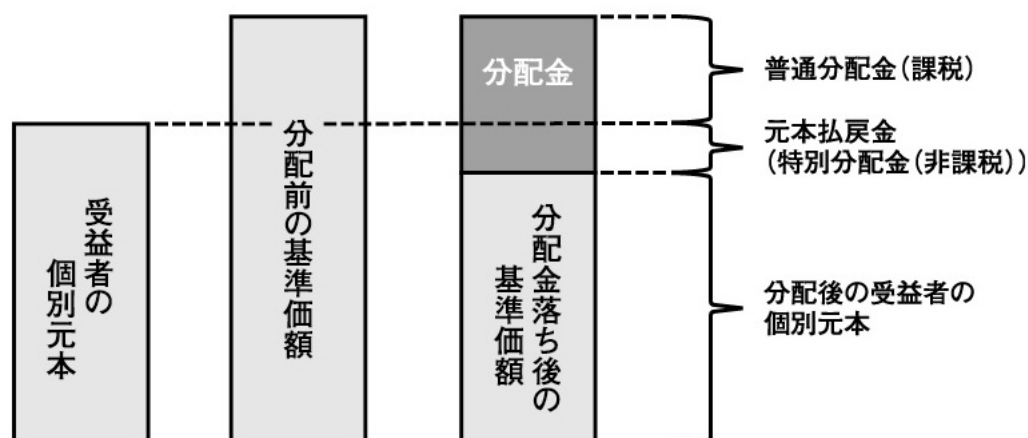 受益者の
個別元本
分配前の基準価額
分配金
分配金落ち後の
基準価額
普通分配金(課税)
元本払戻金
(特別分配金(非課税))
分配後の受益者の
個別元本